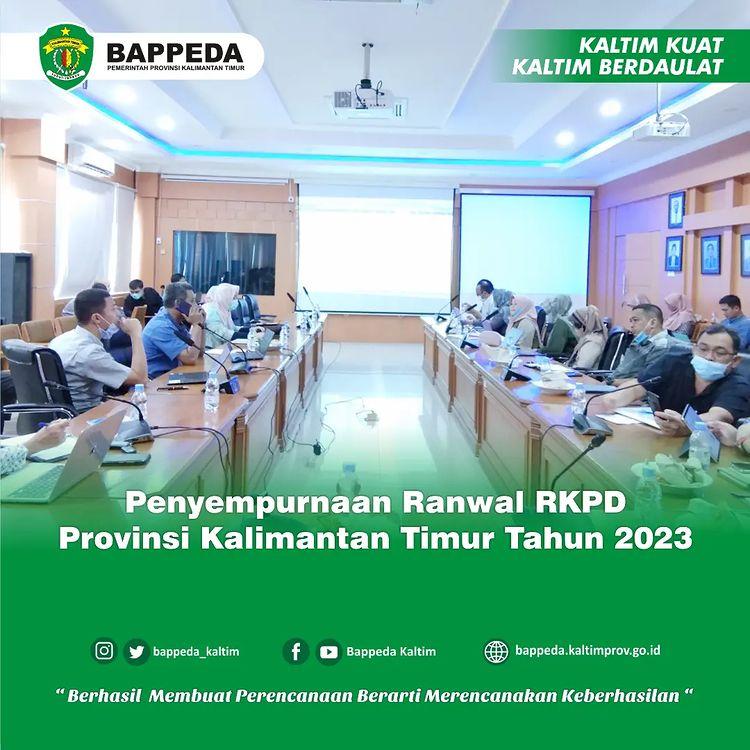 BAPPEDA
PEMERINTAH PROVINSI KALIMANTAN TIMUR
KALTIM KUAT
KALTIM BERDAULAT
Penyempurnaan Ranwal RKPD
Provinsi Kalimantan Timur Tahun 2023
bappeda_kaltim
Bappeda Kaltim
bappeda.kaltimprov.go.id
“ Berhasil Membuat Perencanaan Berarti Merencanakan Keberhasilan “